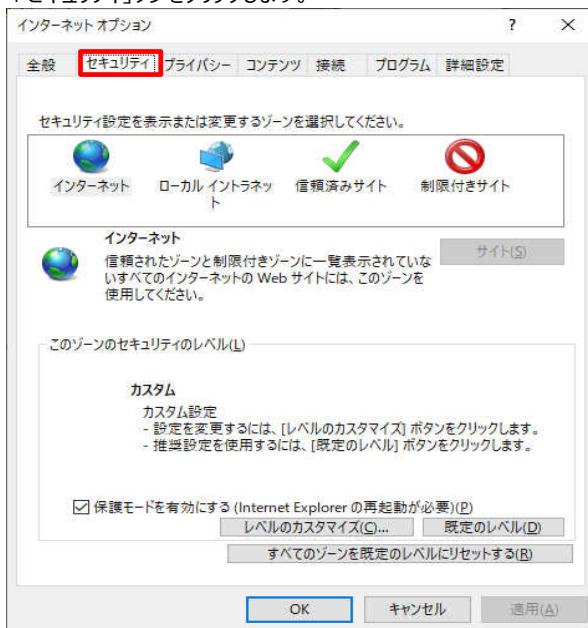 「セキュリティ」タブをクリックします。
インターネット オプション ? ×
全般 セキュリティ プライバシー コンテンツ 接続 プログラム 詳細設定
セキュリティ設定を表示または変更するゾーンを選択してください。
インターネット ローカル イントラネッ 信頼済みサイト 制限付きサイト
ト
インターネット
サイト(S)
信頼されたゾーンと制限付きゾーンに一覧表示されていな
いすべてのインターネットの Web サイトには、このゾーンを
使用してください。
このゾーンのセキュリティのレベル(L)
カスタム
カスタム設定
- 設定を変更するには、[レベルのカスタマイズ] ボタンをクリックします。
- 推奨設定を使用するには、[既定のレベル] ボタンをクリックします。
保護モードを有効にする (Internet Explorer の再起動が必要)(P)
レベルのカスタマイズ(C)... 既定のレベル(D)
すべてのゾーンを既定のレベルにリセットする(R)
OK キャンセル 適用(A)